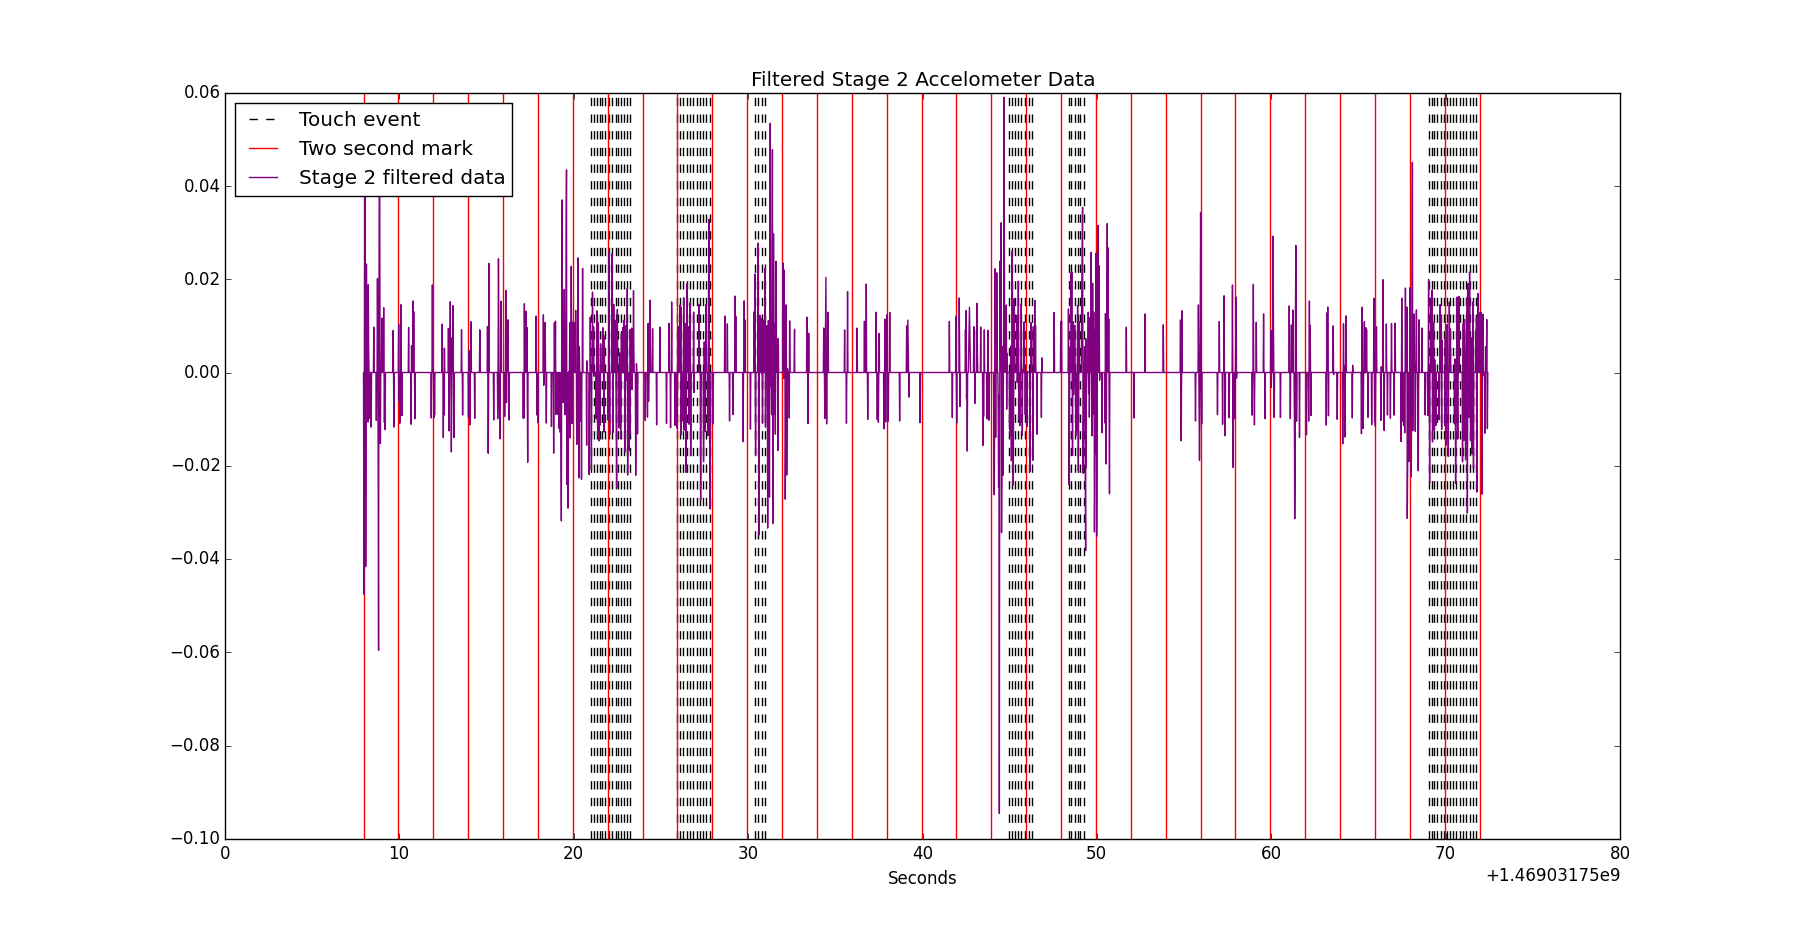 Filtered Stage 2 Accelometer Data
0.06
0.04
0.02
0.00
−0.02
−0.04
−0.06
−0.08
−0.10
Touch event
Two second mark
Stage 2 filtered data
0 10 20 30 40 50 60 70 80
Seconds
+1.46903175e9